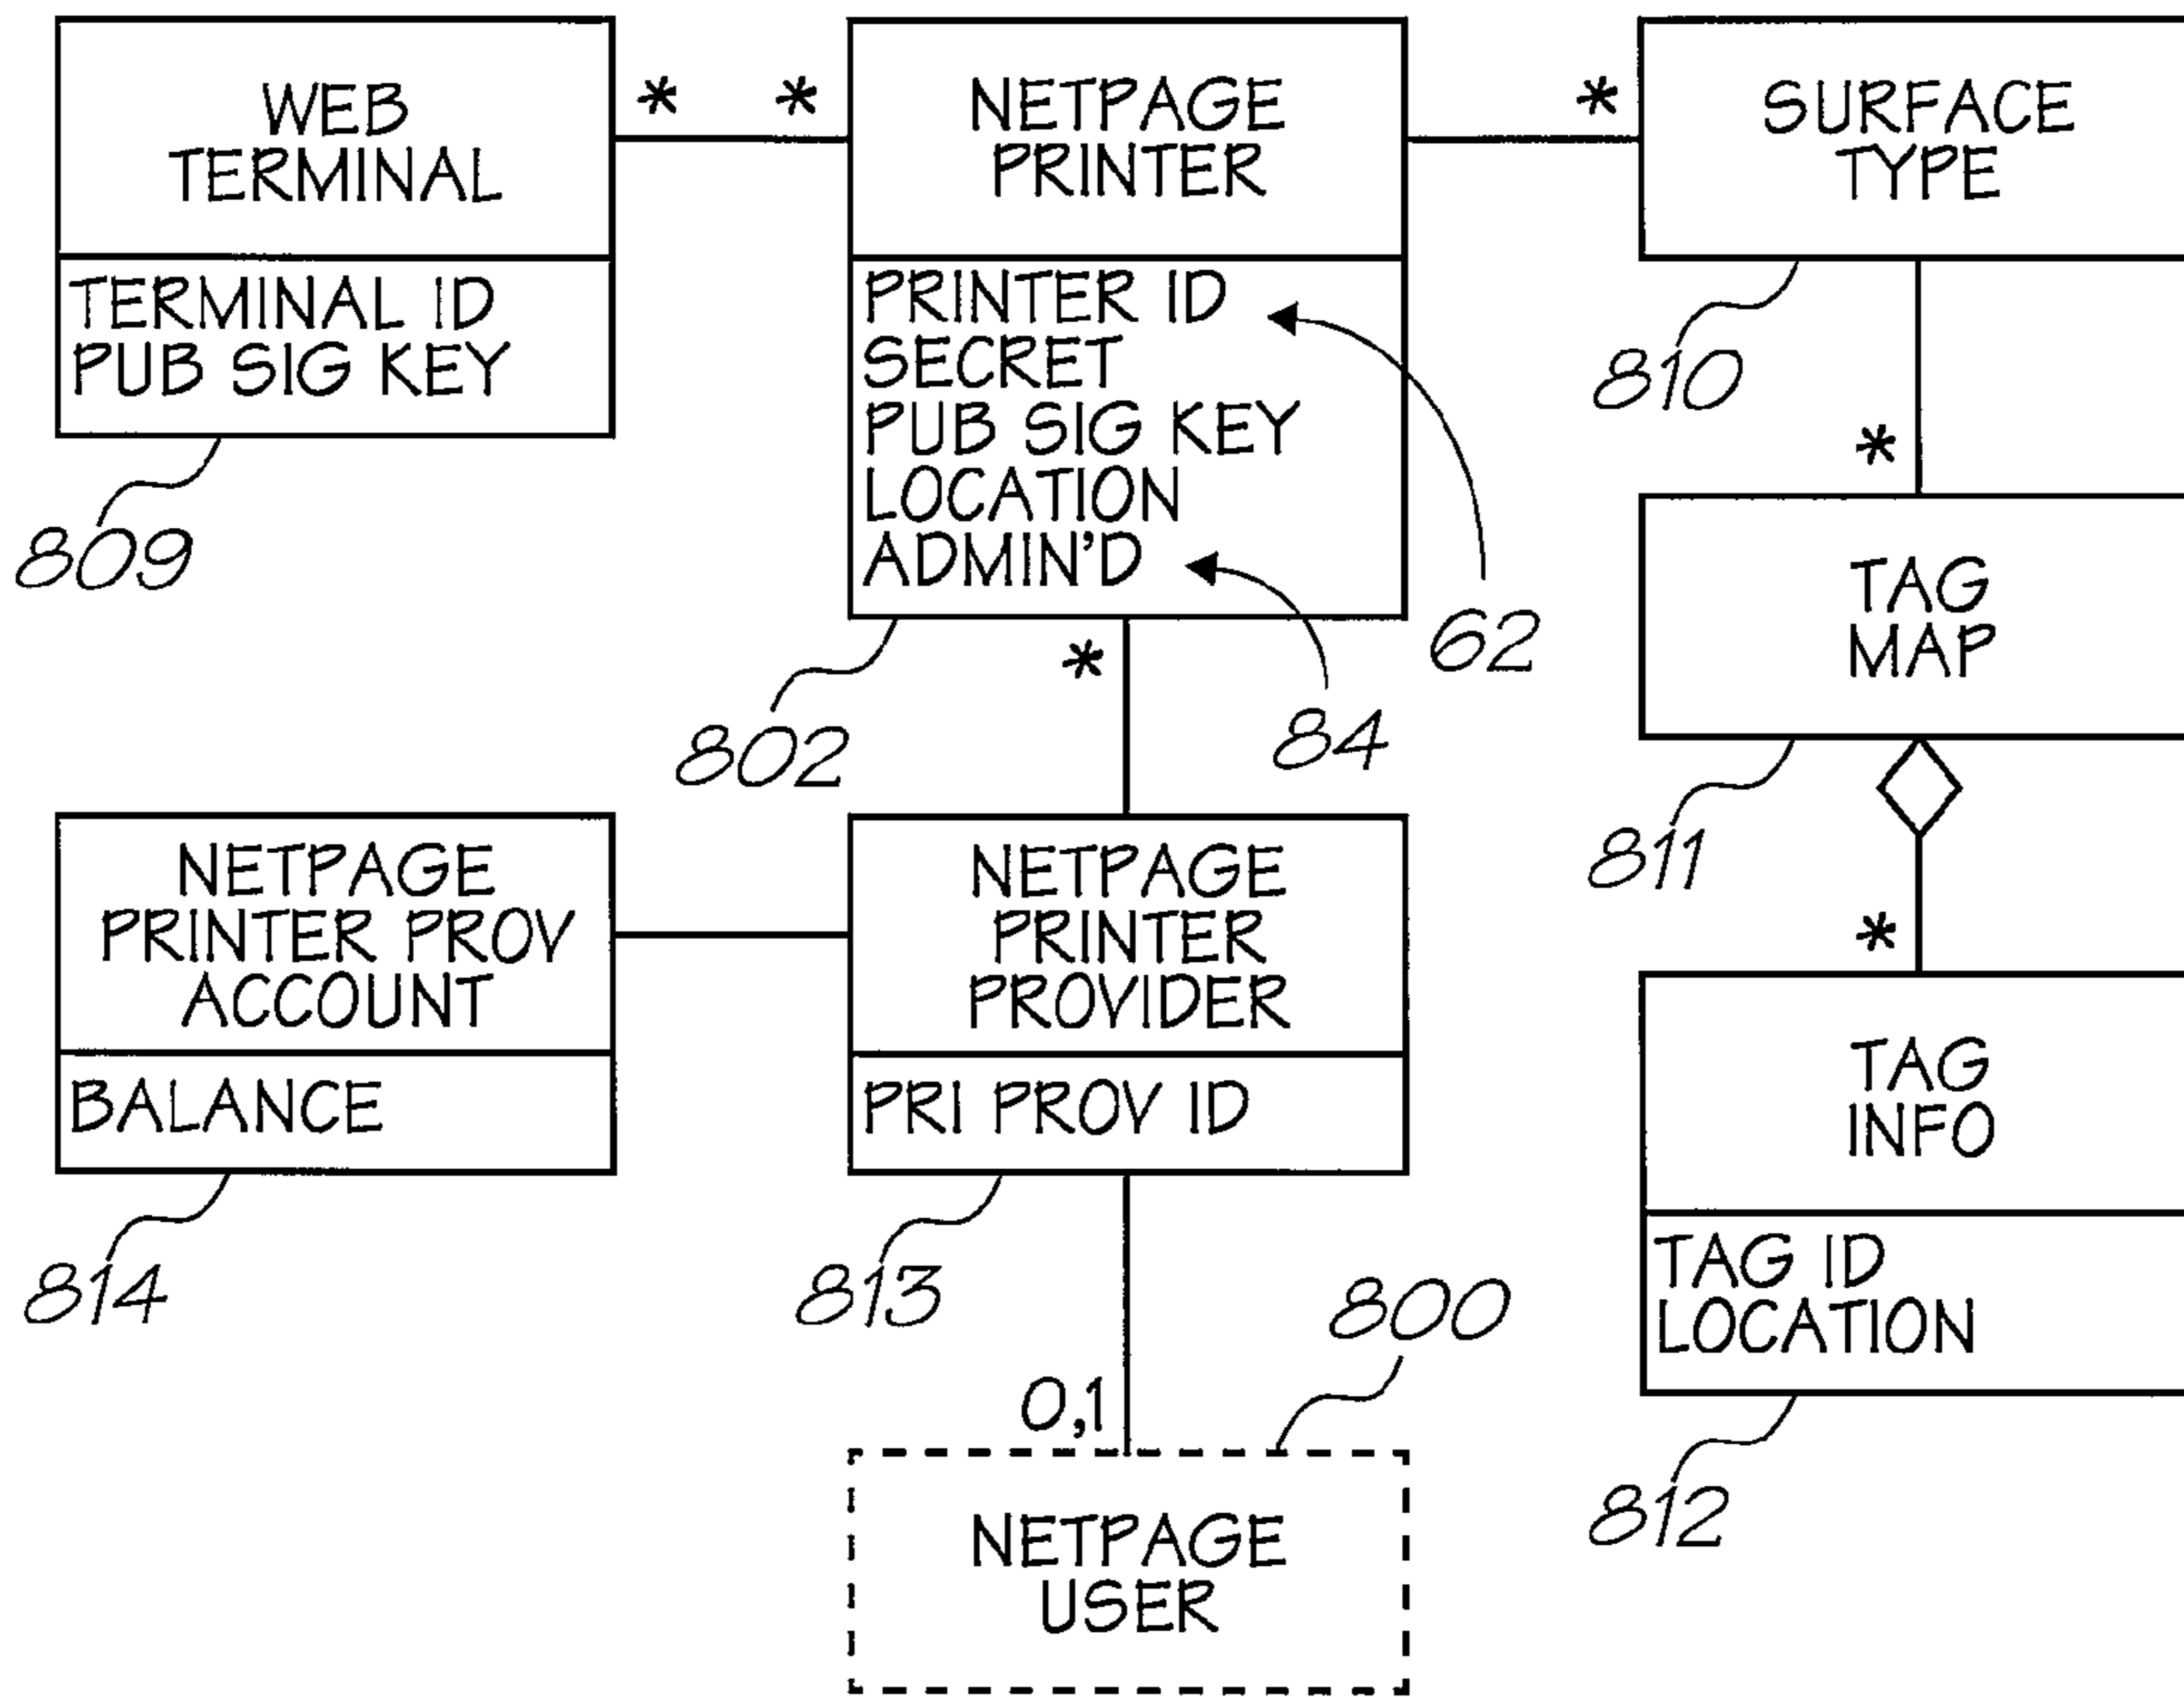 WEB
TERMINAL
TERMINAL ID
PUB SIG KEY
809
*
*
NETPAGE
PRINTER
PRINTER ID
SECRET
PUB SIG KEY
LOCATION
ADMIN'D
62
84
802
*
*
SURFACE
TYPE
810
*
TAG
MAP
811
*
TAG
INFO
TAG ID
LOCATION
812
NETPAGE
PRINTER PROV
ACCOUNT
BALANCE
814
NETPAGE
PRINTER
PROVIDER
PRI PROV ID
813
800
0,1
NETPAGE
USER